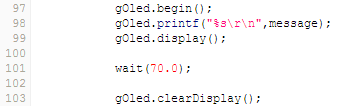 97 gOled.begin();
98 gOled.printf("%s\r\n",message);
99 gOled.display();
100
101 wait(70.0);
102
103 gOled.clearDisplay();